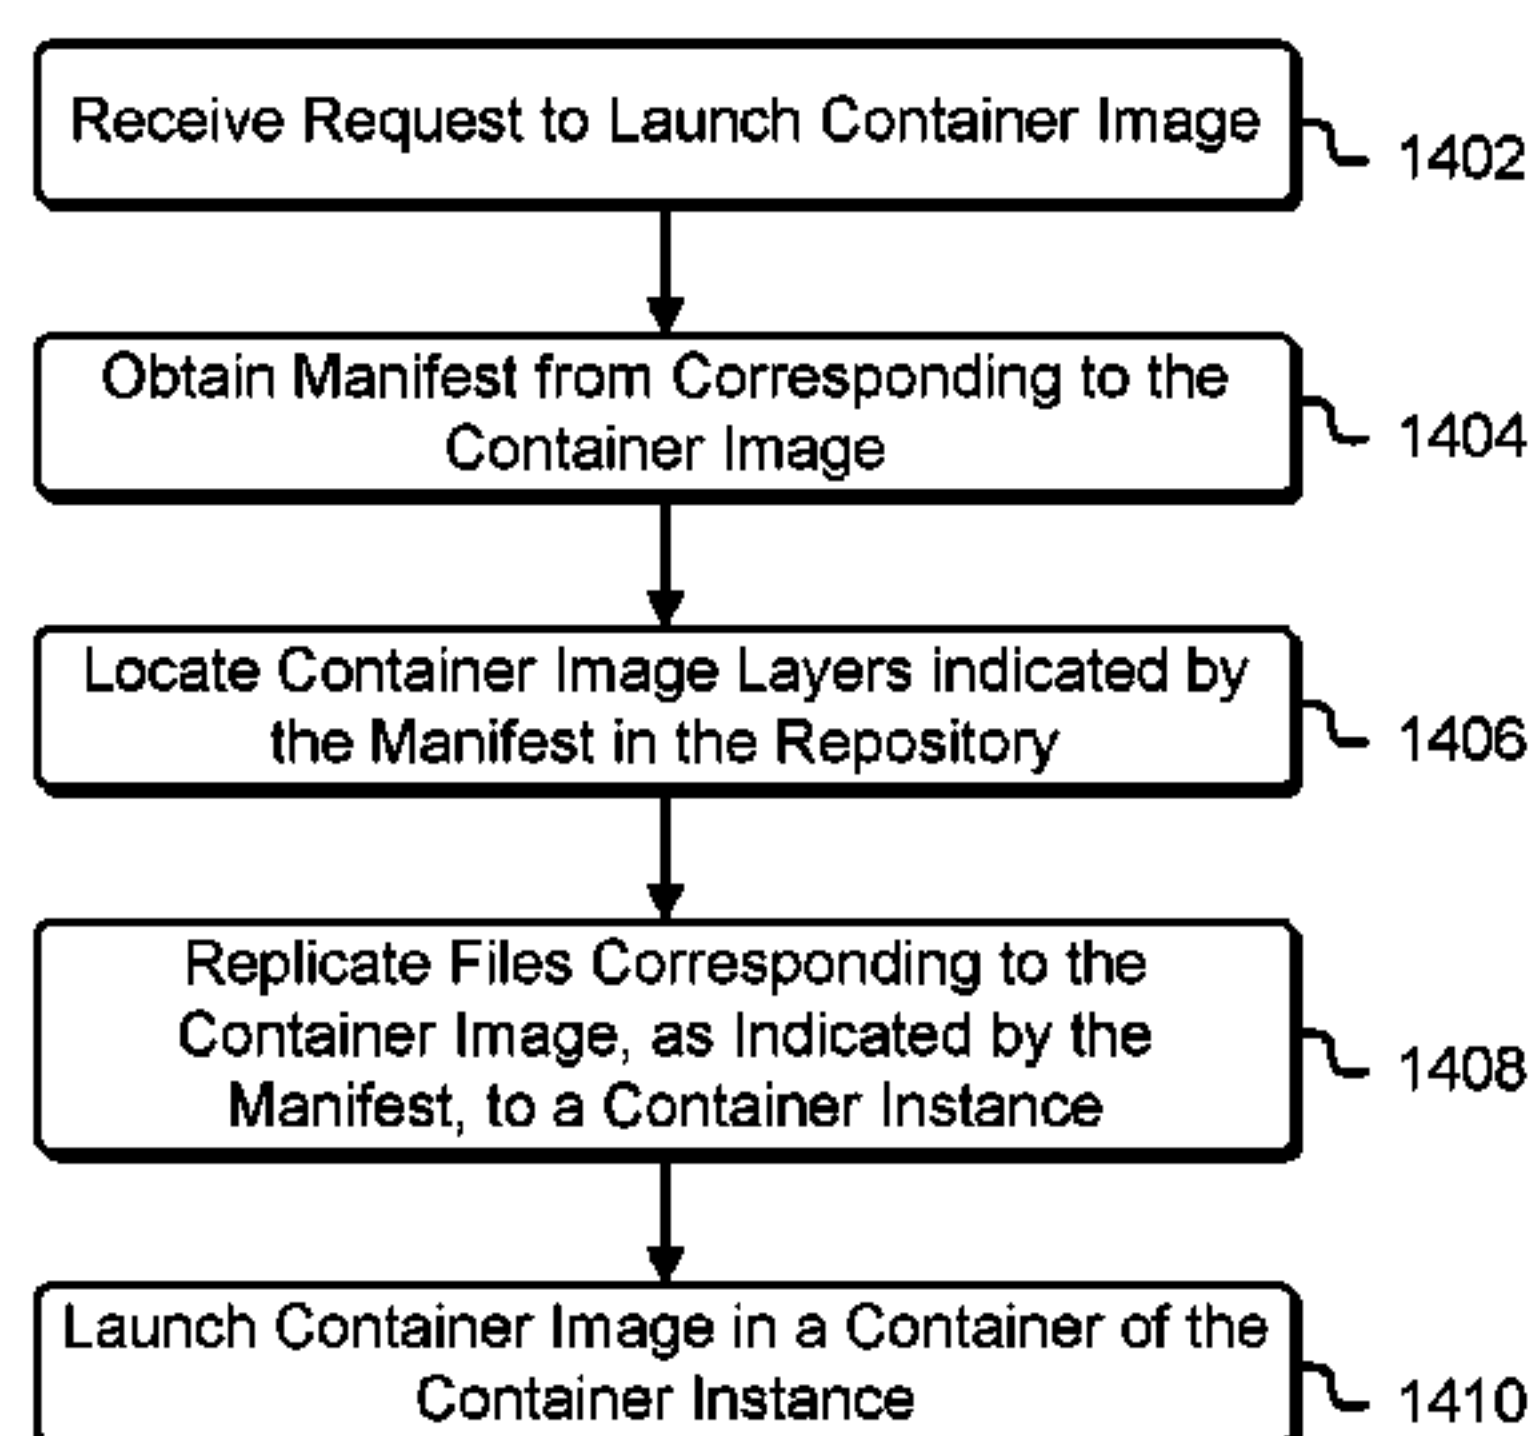 Receive Request to Launch Container Image
1402
Obtain Manifest from Corresponding to the
Container Image
1404
Locate Container Image Layers indicated by
the Manifest in the Repository
1406
Replicate Files Corresponding to the
Container Image, as Indicated by the
Manifest, to a Container Instance
1408
Launch Container Image in a Container of the
Container Instance
1410